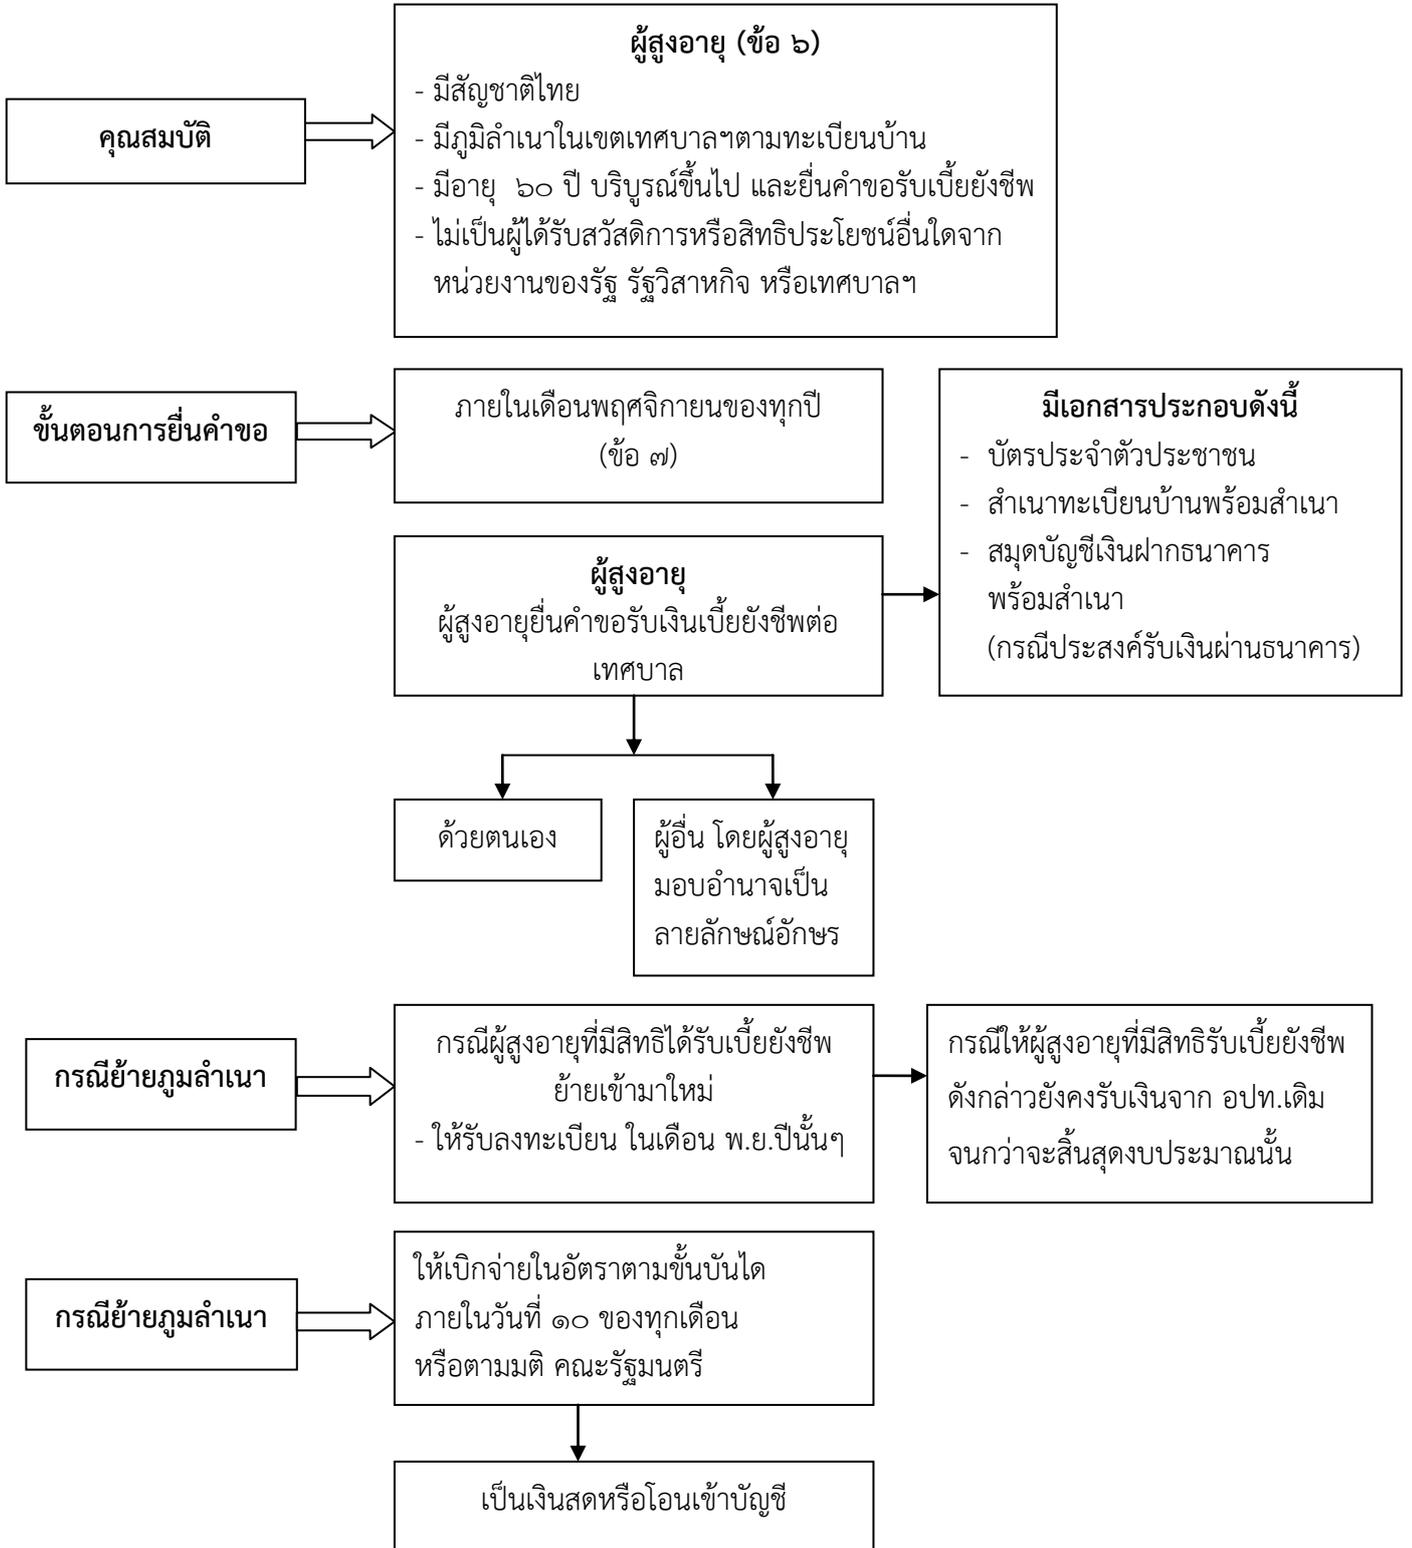 ผู้สูงอายุ (ข้อ ๖)
- มีสัญชาติไทย
- มีภูมิลำเนาในเขตเทศบาลฯตามทะเบียนบ้าน
- มีอายุ ๖๐ ปี บริบูรณ์ขึ้นไป และยื่นคำขอรับเบี้ยยังชีพ
- ไม่เป็นผู้ได้รับสวัสดิการหรือสิทธิประโยชน์อื่นใดจาก
หน่วยงานของรัฐ รัฐวิสาหกิจ หรือเทศบาลฯ
คุณสมบัติ
ขั้นตอนการยื่นคำขอ
ภายในเดือนพฤศจิกายนของทุกปี
(ข้อ ๗)
มีเอกสารประกอบดังนี้
- บัตรประจำตัวประชาชน
- สำเนาทะเบียนบ้านพร้อมสำเนา
- สมุดบัญชีเงินฝากธนาคาร
พร้อมสำเนา
(กรณีประสงค์รับเงินผ่านธนาคาร)
ผู้สูงอายุ
ผู้สูงอายุยื่นคำขอรับเงินเบี้ยยังชีพต่อ
เทศบาล
ด้วยตนเอง
ผู้อื่น โดยผู้สูงอายุ
มอบอำนาจเป็น
ลายลักษณ์อักษร
กรณีย้ายภูมลำเนา
กรณีผู้สูงอายุที่มีสิทธิได้รับเบี้ยยังชีพ
ย้ายเข้ามาใหม่
- ให้รับลงทะเบียน ในเดือน พ.ย.ปีนั้นๆ
กรณีให้ผู้สูงอายุที่มีสิทธิรับเบี้ยยังชีพ
ดังกล่าวยังคงรับเงินจาก อปท.เดิม
จนกว่าจะสิ้นสุดงบประมาณนั้น
กรณีย้ายภูมลำเนา
ให้เบิกจ่ายในอัตราตามขั้นบันได
ภายในวันที่ ๑๐ ของทุกเดือน
หรือตามมติ คณะรัฐมนตรี
เป็นเงินสดหรือโอนเข้าบัญชี